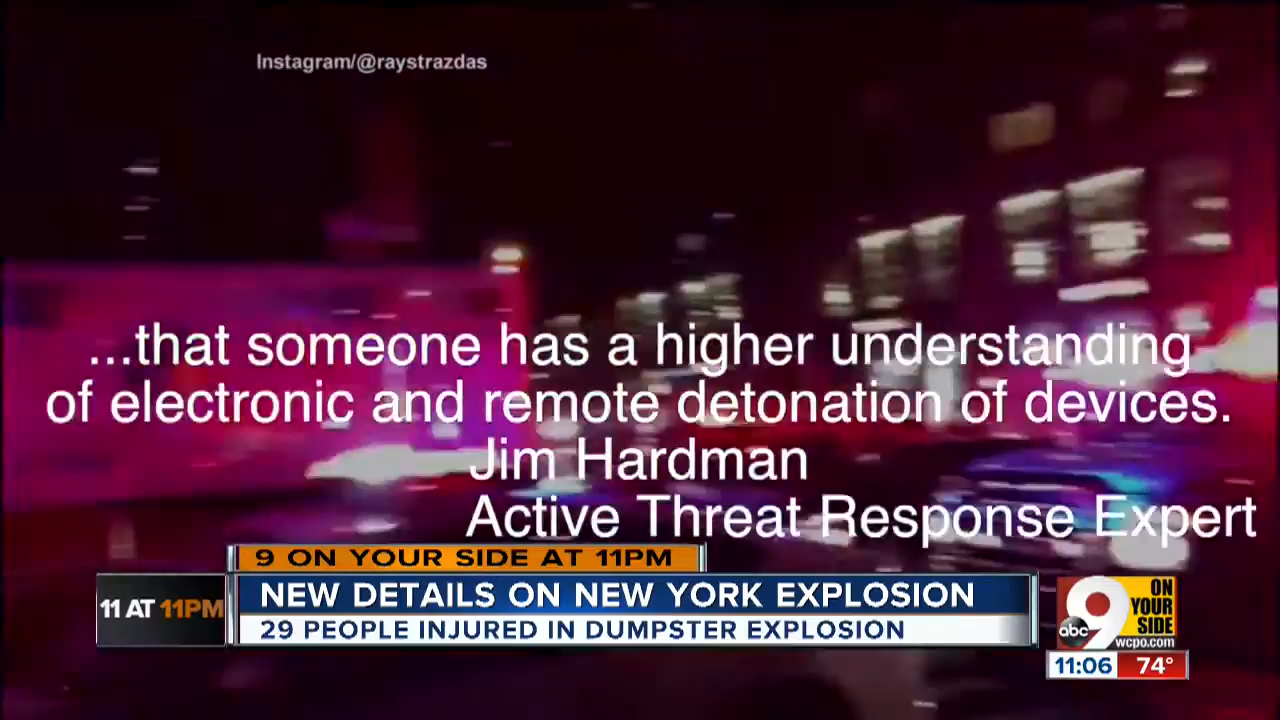 Instagram/@raystrazdas
...that someone has a higher understanding
of electronic and remote detonation of devices.
Jim Hardman
Active Threat Response Expert
9 ON YOUR SIDE AT 11PM
11 AT 11PM
NEW DETAILS ON NEW YORK EXPLOSION
29 PEOPLE INJURED IN DUMPSTER EXPLOSION
abc 9 ON YOUR SIDE
wcpo.com
11:06 74°